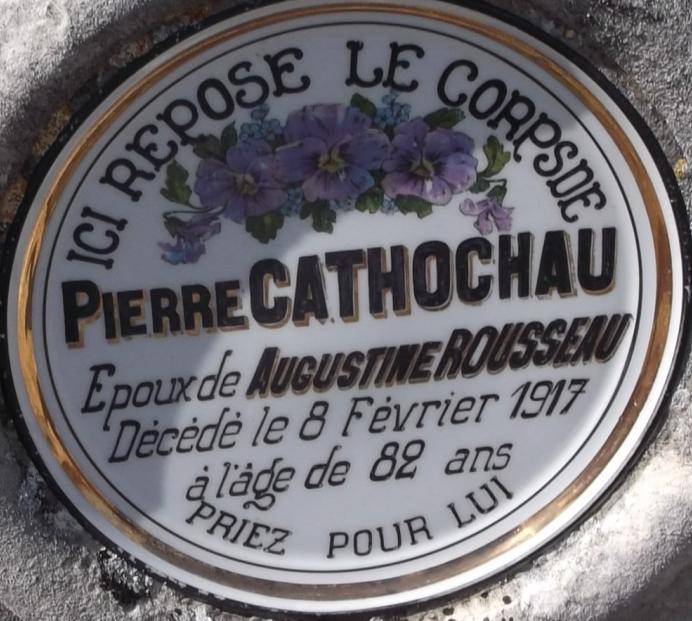 ICI REPOSE LE CORPS DE
PIERRE CATHOCHAU
Epoux de AUGUSTINE ROUSSEAU
Décédé le 8 Février 1917
à l'âge de 82 ans
PRIEZ POUR LUI